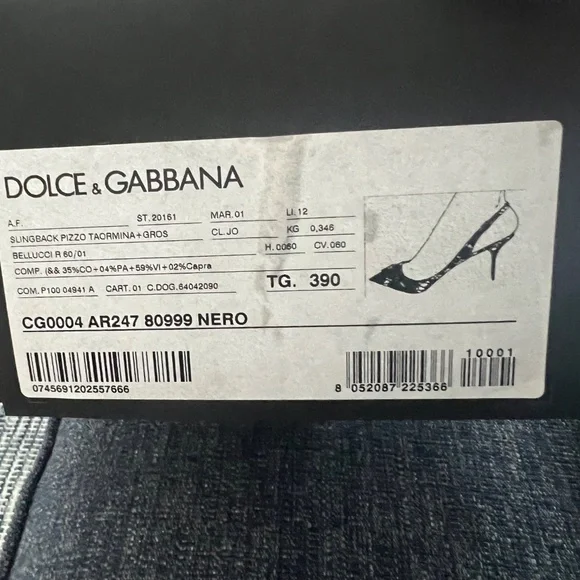 DOLCE & GABBANA
A.F. ST.20161 MAR.01 LI.12
SLINGBACK PIZZO TAORMINA+GROS CL.JO KG 0,346
BELLUCCI R 60/01 H.0060 CV.060
COMP. (&& 35%CO+04%PA+59%VI+02%Capra
COM.P100 04941 A CART. 01 C.DOG.64042090 TG. 390
CG0004 AR247 80999 NERO
10001
0745691202557666
8 052087 225366